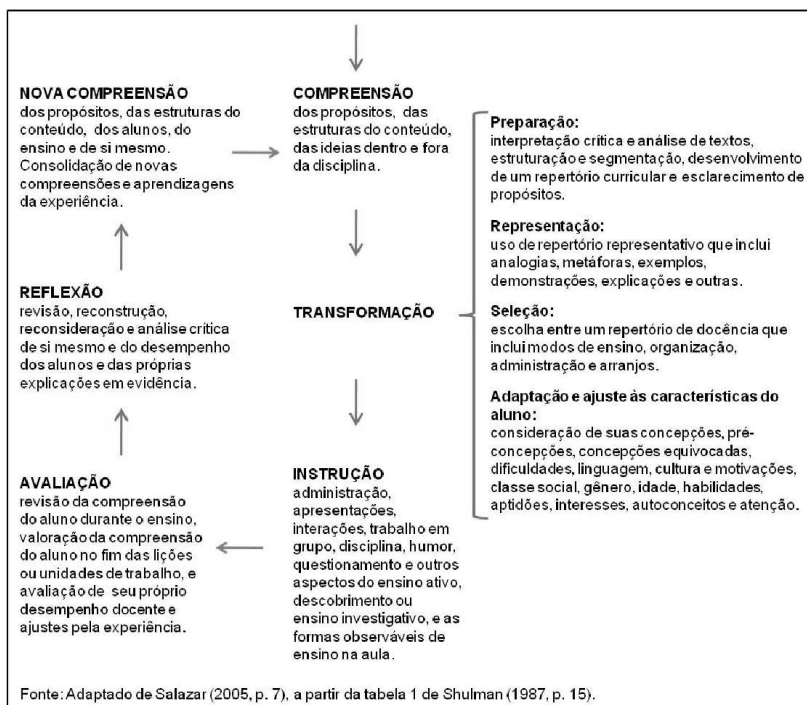 NOVA COMPREENSÃO
dos propósitos, das estruturas do
conteúdo, dos alunos, do
ensino e de si mesmo.
Consolidação de novas
compreensões e aprendizagens
da experiência.
COMPREENSÃO
dos propósitos, das
estruturas do conteúdo,
das ideias dentro e fora
da disciplina.
REFLEXÃO
revisão, reconstrução,
reconsideração e análise crítica
de si mesmo e do desempenho
dos alunos e das próprias
explicações em evidência.
TRANSFORMAÇÃO
Preparação:
interpretação crítica e análise de textos,
estruturação e segmentação, desenvolvimento
de um repertório curricular e esclarecimento de
propósitos.
Representação:
uso de repertório representativo que inclui
analogias, metáforas, exemplos,
demonstrações, explicações e outras.
Seleção:
escolha entre um repertório de docência que
inclui modos de ensino, organização,
administração e arranjos.
Adaptação e ajuste às características do
aluno:
consideração de suas concepções, pré-
concepções, concepções equivocadas,
dificuldades, linguagem, cultura e motivações,
classe social, gênero, idade, habilidades,
aptidões, interesses, autoconceitos e atenção.
AVALIAÇÃO
revisão da compreensão
do aluno durante o ensino,
valoração da compreensão
do aluno no fim das lições
ou unidades de trabalho, e
avaliação de seu próprio
desempenho docente e
ajustes pela experiência.
INSTRUÇÃO
administração,
apresentações,
interações, trabalho em
grupo, disciplina, humor,
questionamento e outros
aspectos do ensino ativo,
descobrimento ou
ensino investigativo, e as
formas observáveis de
ensino na aula.
Fonte: Adaptado de Salazar (2005, p. 7), a partir da tabela 1 de Shulman (1987, p. 15).